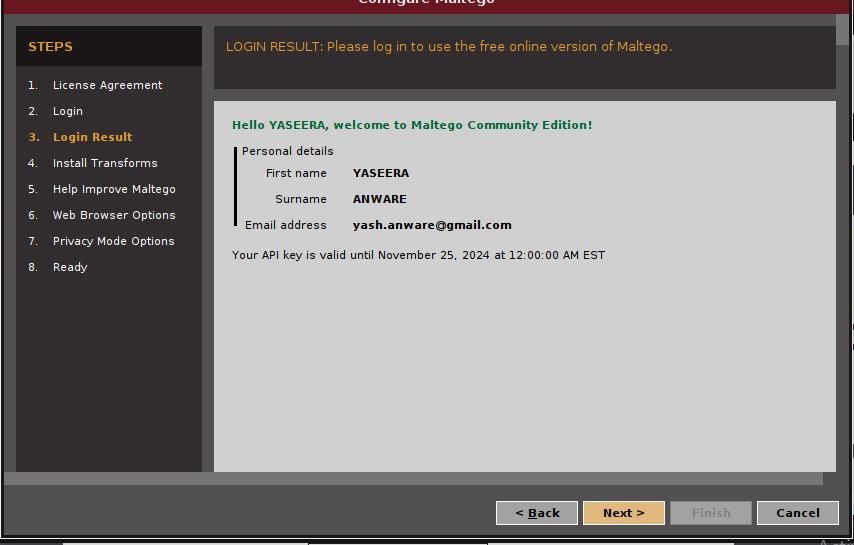 Configure Maltego
STEPS
1. License Agreement
2. Login
3. Login Result
4. Install Transforms
5. Help Improve Maltego
6. Web Browser Options
7. Privacy Mode Options
8. Ready
LOGIN RESULT: Please log in to use the free online version of Maltego.
Hello YASEERA, welcome to Maltego Community Edition!
Personal details
First name YASEERA
Surname ANWARE
Email address yash.anware@gmail.com
Your API key is valid until November 25, 2024 at 12:00:00 AM EST
< Back Next > Finish Cancel